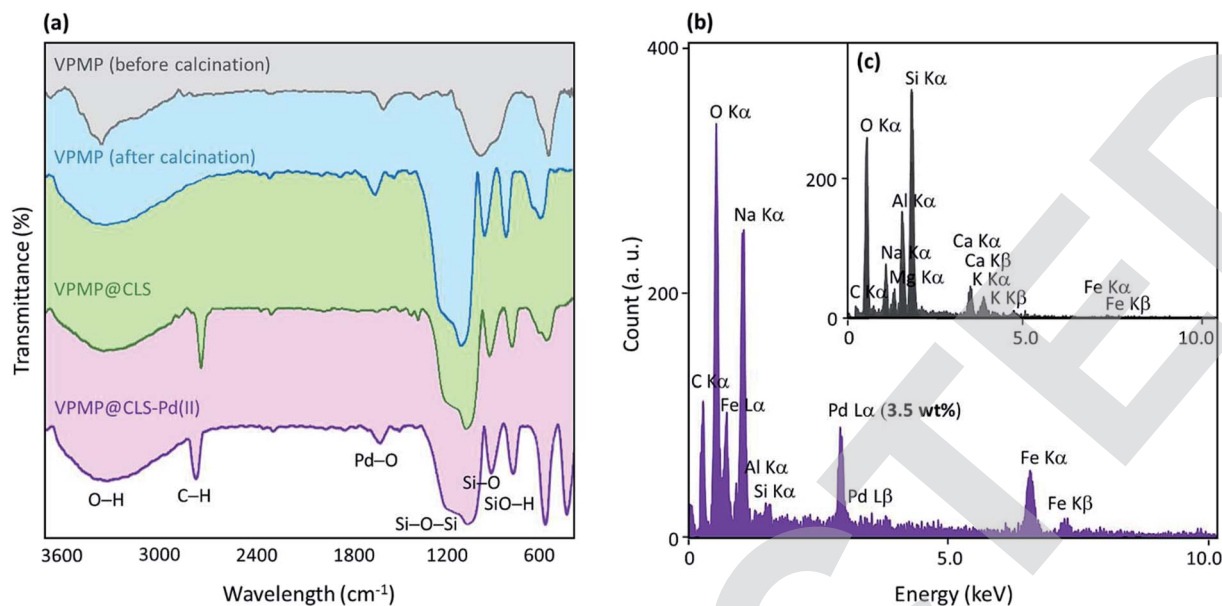 (a)
VPMP (before calcination)
VPMP (after calcination)
VPMP@CLS
VPMP@CLS-Pd(II)
O–H
C–H
Pd–O
Si–O–Si
Si–O
SiO–H
Transmittance (%)
3600 3000 2400 1800 1200 600
Wavelength (cm⁻¹)
(b)
400
200
0
Count (a. u.)
C Kα
O Kα
Fe Lα
Na Kα
Al Kα
Si Kα
Pd Lα (3.5 wt%)
Pd Lβ
Fe Kα
Fe Kβ
0 5.0 10.0
Energy (keV)
(c)
200
0
C Kα
O Kα
Na Kα
Mg Kα
Al Kα
Si Kα
Ca Kα
Ca Kβ
K Kα
K Kβ
Fe Kα
Fe Kβ
0 5.0 10.0
CTED